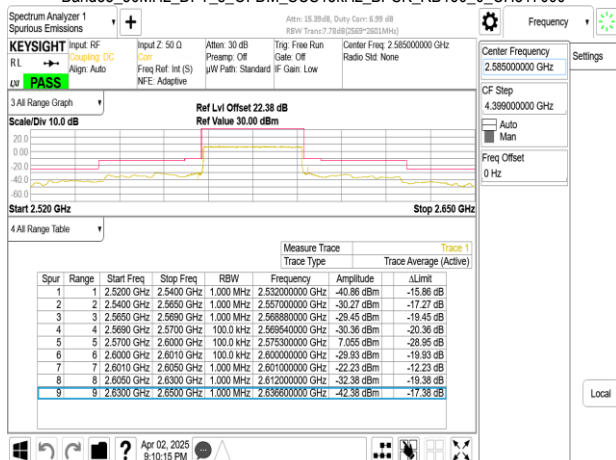 Spectrum Analyzer 1
Spurious Emissions
Attn: 15.39dB, Duty Corr: 6.99 dB
RBW Trans:7.78dB(2569~2601MHz)
Frequency
KEYSIGHT
Input: RF
Coupling: DC
Align: Auto
Input Z: 50 Ω
Corr
Freq Ref: Int (S)
NFE: Adaptive
Atten: 30 dB
Preamp: Off
µW Path: Standard
Trig: Free Run
Gate: Off
IF Gain: Low
Center Freq: 2.585000000 GHz
Radio Std: None
RL
LXI
PASS
Center Frequency
2.585000000 GHz
Settings
CF Step
4.399000000 GHz
Auto
Man
Freq Offset
0 Hz
3 All Range Graph
Scale/Div 10.0 dB
Ref Lvl Offset 22.38 dB
Ref Value 30.00 dBm
20.0
0.00
-20.0
-40.0
-60.0
Start 2.520 GHz
Stop 2.650 GHz
4 All Range Table
Measure Trace Trace 1
Trace Type Trace Average (Active)
Spur Range Start Freq Stop Freq RBW Frequency Amplitude ΔLimit
1 1 2.5200 GHz 2.5400 GHz 1.000 MHz 2.532000000 GHz -40.86 dBm -15.86 dB
2 2 2.5400 GHz 2.5650 GHz 1.000 MHz 2.557000000 GHz -30.27 dBm -17.27 dB
3 3 2.5650 GHz 2.5690 GHz 1.000 MHz 2.568880000 GHz -29.45 dBm -19.45 dB
4 4 2.5690 GHz 2.5700 GHz 100.0 kHz 2.569540000 GHz -30.36 dBm -20.36 dB
5 5 2.5700 GHz 2.6000 GHz 100.0 kHz 2.575300000 GHz 7.055 dBm -28.95 dB
6 6 2.6000 GHz 2.6010 GHz 100.0 kHz 2.600000000 GHz -29.93 dBm -19.93 dB
7 7 2.6010 GHz 2.6050 GHz 1.000 MHz 2.601000000 GHz -22.23 dBm -12.23 dB
8 8 2.6050 GHz 2.6300 GHz 1.000 MHz 2.612000000 GHz -32.38 dBm -19.38 dB
9 9 2.6300 GHz 2.6500 GHz 1.000 MHz 2.636600000 GHz -42.38 dBm -17.38 dB
Local
Apr 02, 2025
9:10:15 PM